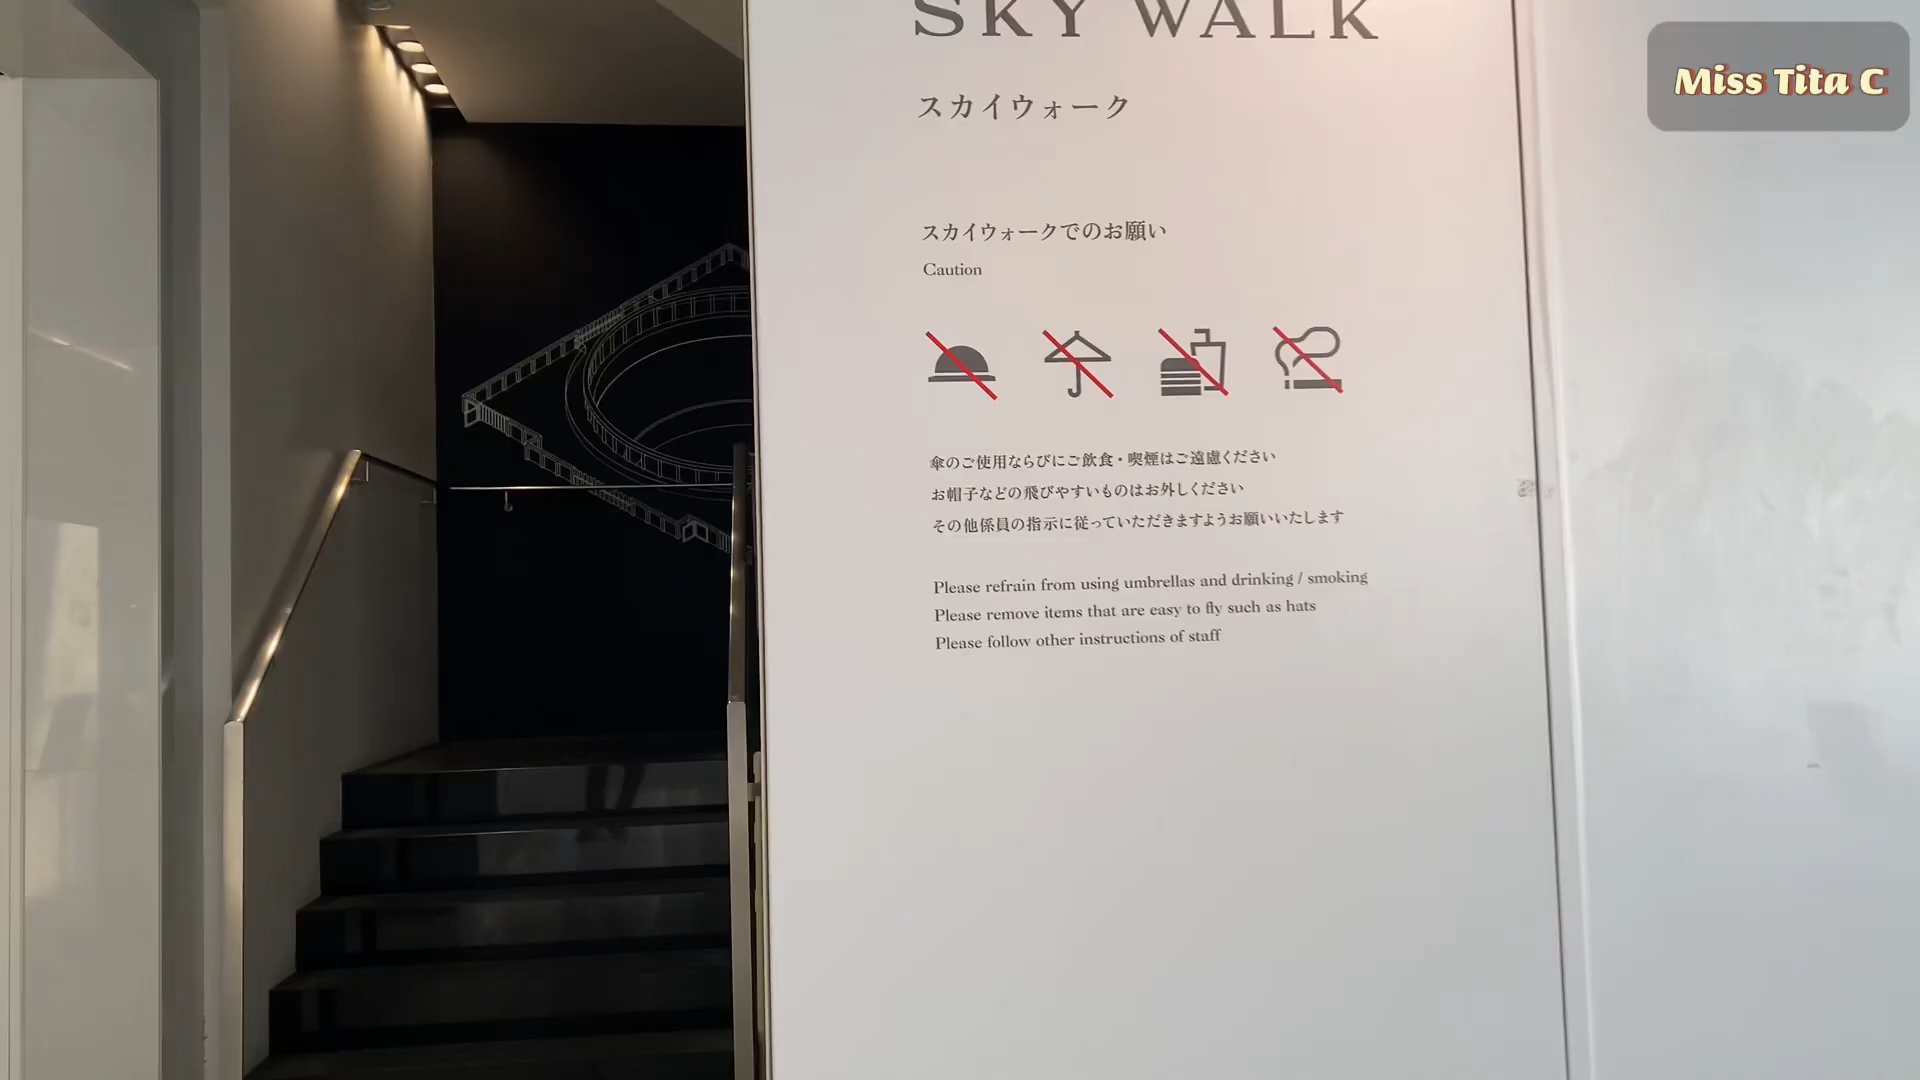 SKY WALK
Miss Tita C
スカイウォーク
スカイウォークでのお願い
Caution
傘のご使用ならびにご飲食・喫煙はご遠慮ください
お帽子などの飛びやすいものはお外しください
その他係員の指示に従っていただきますようお願いいたします
Please refrain from using umbrellas and drinking / smoking
Please remove items that are easy to fly such as hats
Please follow other instructions of staff